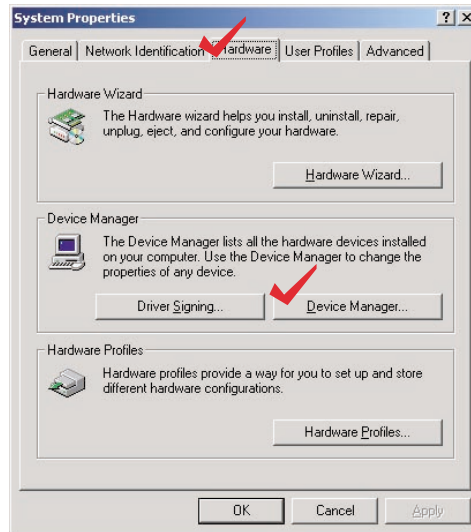 System Properties
General Network Identification Hardware User Profiles Advanced
Hardware Wizard
The Hardware wizard helps you install, uninstall, repair,
unplug, eject, and configure your hardware.
Hardware Wizard...
Device Manager
The Device Manager lists all the hardware devices installed
on your computer. Use the Device Manager to change the
properties of any device.
Driver Signing... Device Manager...
Hardware Profiles
Hardware profiles provide a way for you to set up and store
different hardware configurations.
Hardware Profiles...
OK Cancel Apply